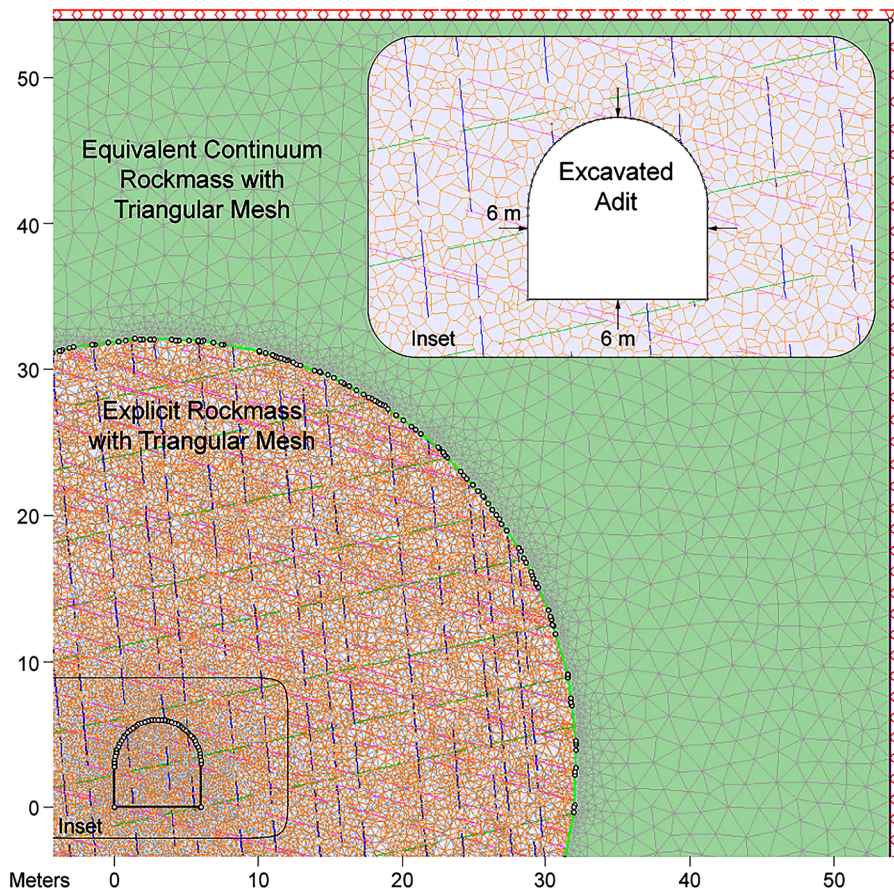 50
Equivalent Continuum
Rockmass with
Triangular Mesh
Excavated
Adit
6 m
6 m
Inset
40
30
Explicit Rockmass
with Triangular Mesh
20
10
0
Inset
Meters 0 10 20 30 40 50